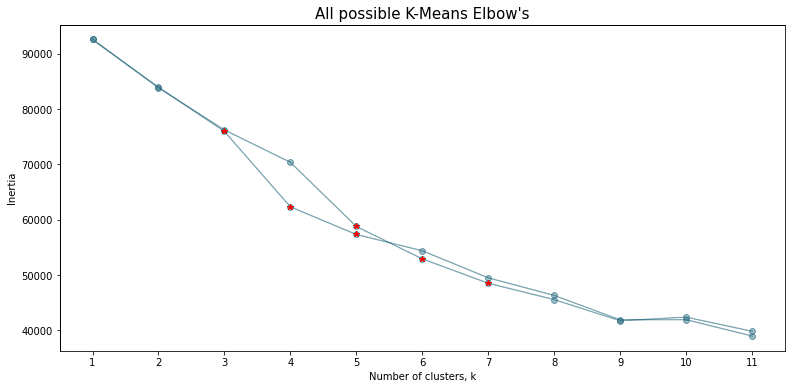 All possible K-Means Elbow's
90000
80000
70000
60000
50000
40000
Inertia
1 2 3 4 5 6 7 8 9 10 11
Number of clusters, k